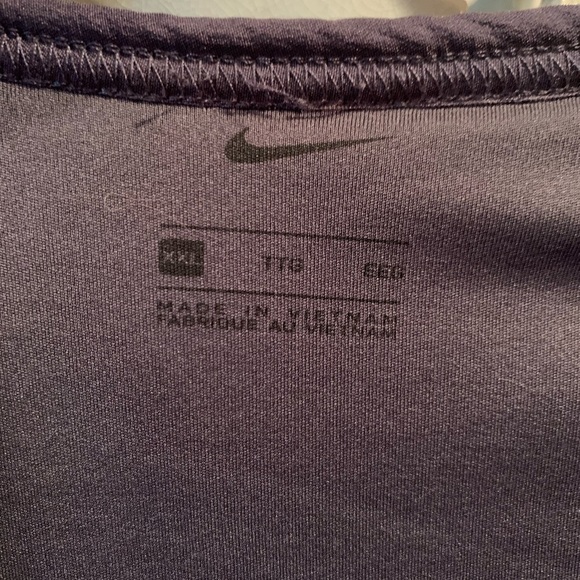 XXL TTG EEG
MADE IN VIETNAM
FABRIQUE AU VIETNAM